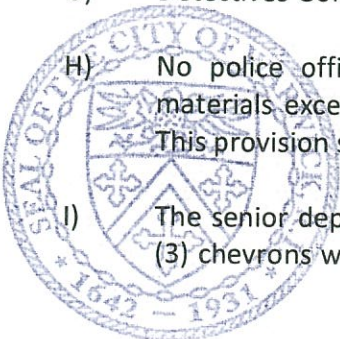 H) No police offi
materials exce
This provision s
I) The senior dep
(3) chevrons w
SEAL OF THE CITY OF WARWICK
* 1642 — 1931 *